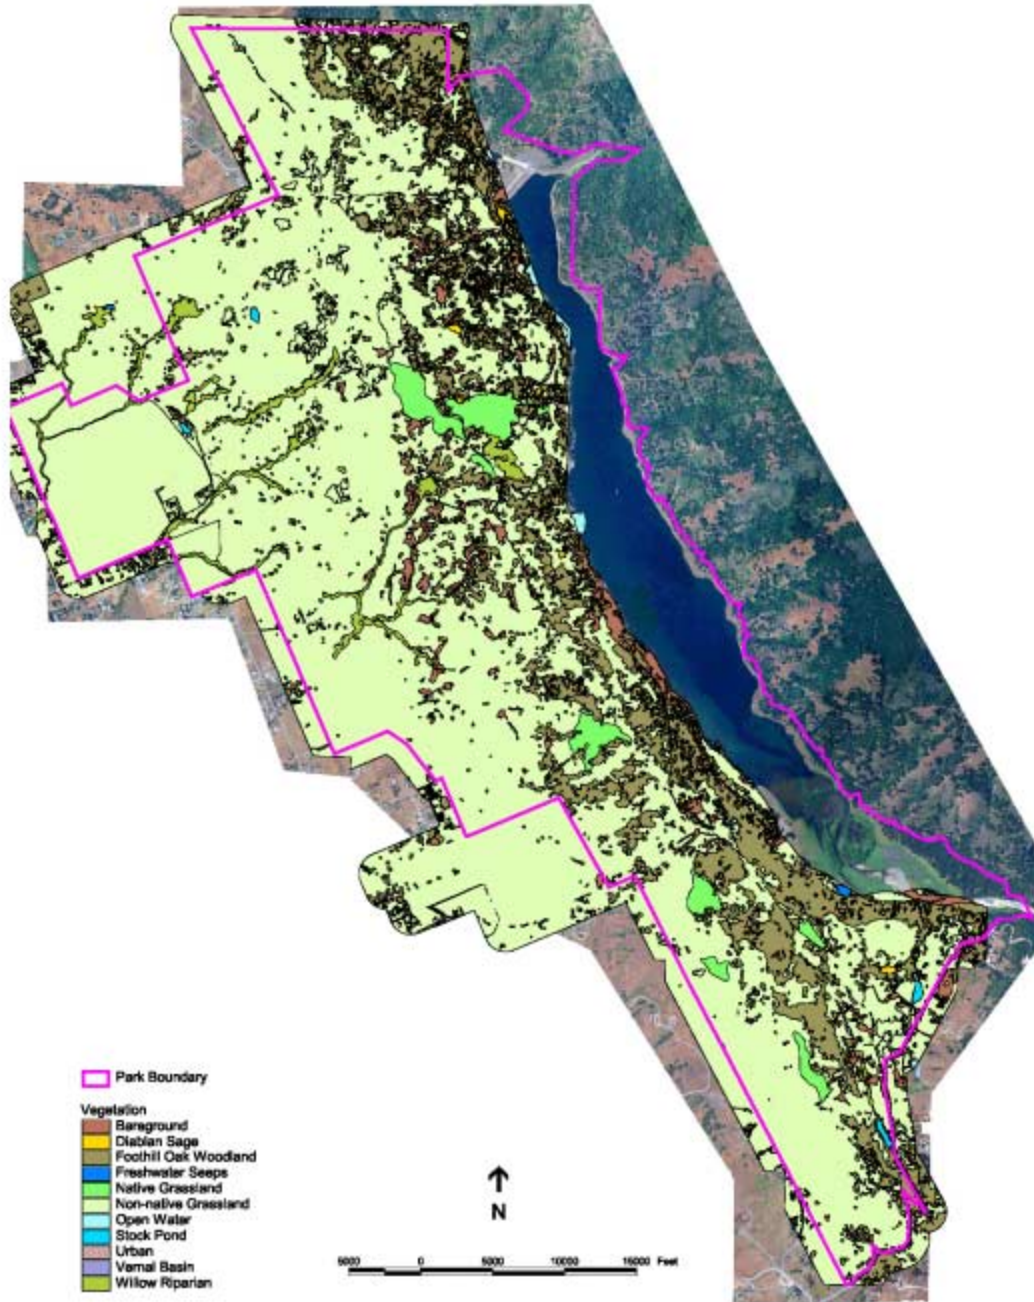 Park Boundary
Vegetation
Bareground
Diablan Sage
Foothill Oak Woodland
Freshwater Seeps
Native Grassland
Non-native Grassland
Open Water
Stock Pond
Urban
Vernal Basin
Willow Riparian
N
5000 0 5000 10000 15000 Feet